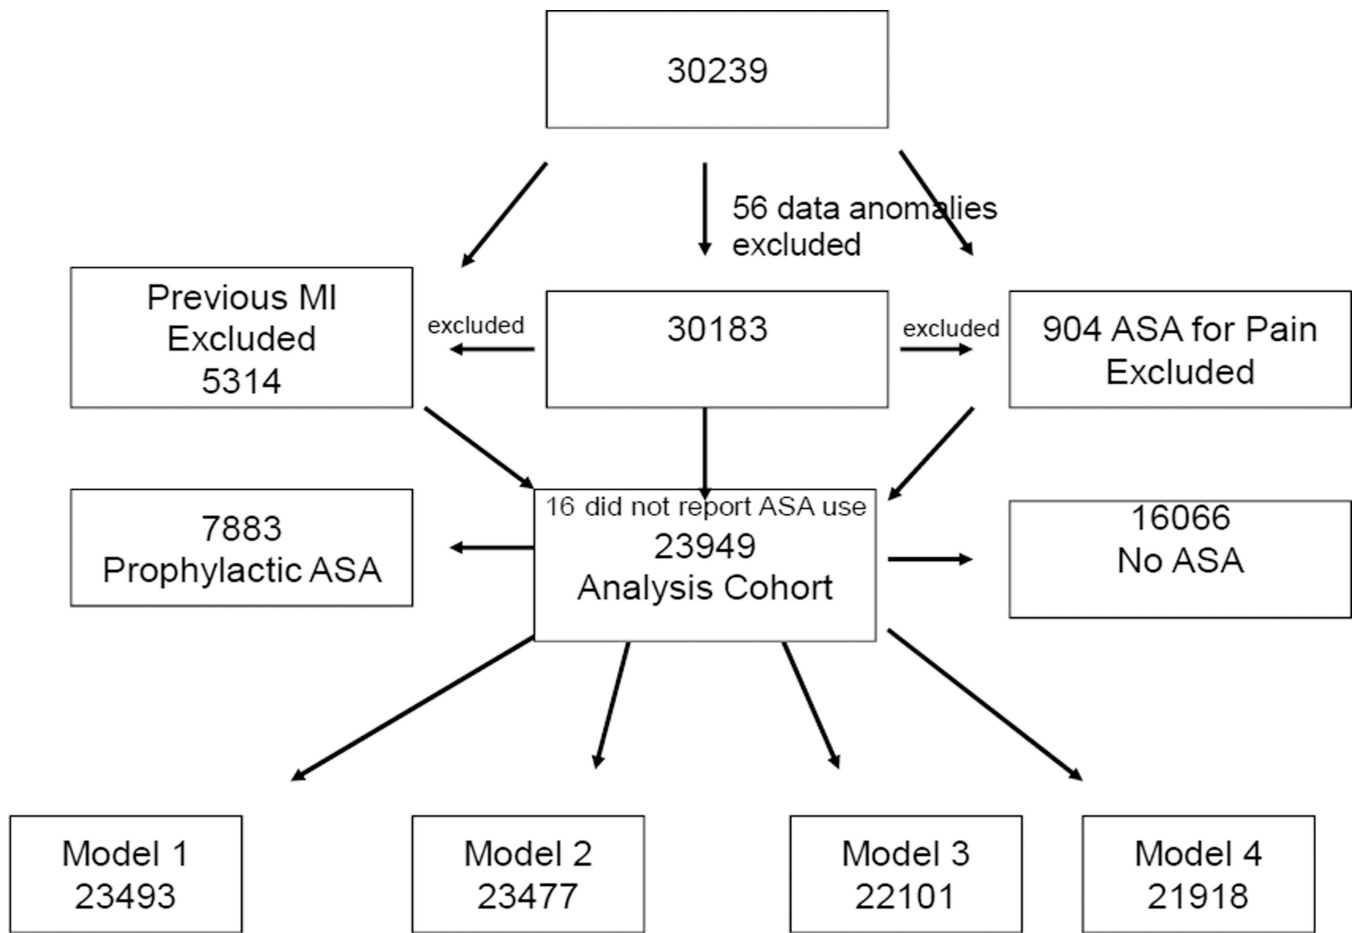 30239
56 data anomalies
excluded
Previous MI
Excluded
5314
excluded
30183
excluded
904 ASA for Pain
Excluded
7883
Prophylactic ASA
16 did not report ASA use
23949
Analysis Cohort
16066
No ASA
Model 1
23493
Model 2
23477
Model 3
22101
Model 4
21918